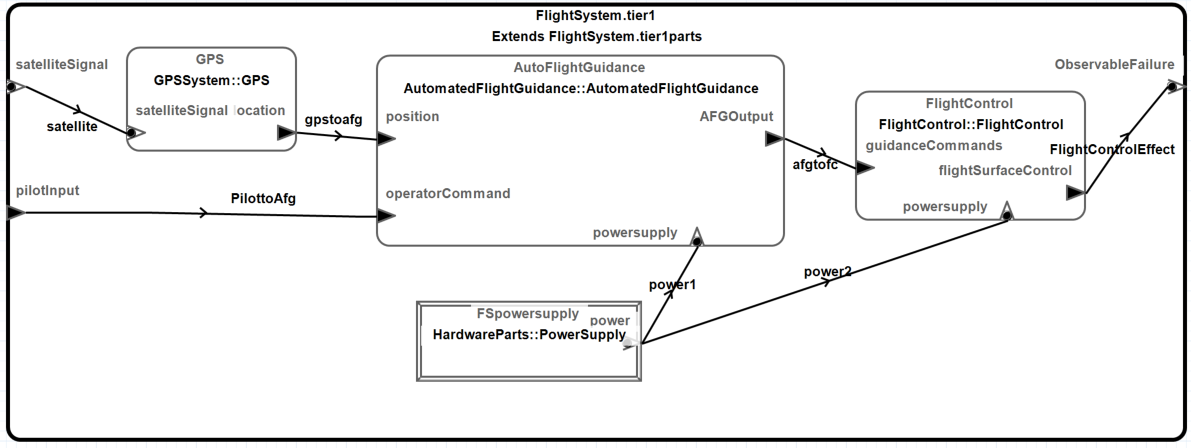 FlightSystem.tier1
Extends FlightSystem.tier1parts
satelliteSignal
GPS
GPSSystem::GPS
satelliteSignal location
satellite
gpstoafg
AutoFlightGuidance
AutomatedFlightGuidance::AutomatedFlightGuidance
position
AFGOutput
operatorCommand
powersupply
pilotInput
PilottoAfg
afgtofc
FlightControl
FlightControl::FlightControl
guidanceCommands
flightSurfaceControl
powersupply
ObservableFailure
FlightControlEffect
power1
power2
FSpowersupply
power
HardwareParts::PowerSupply